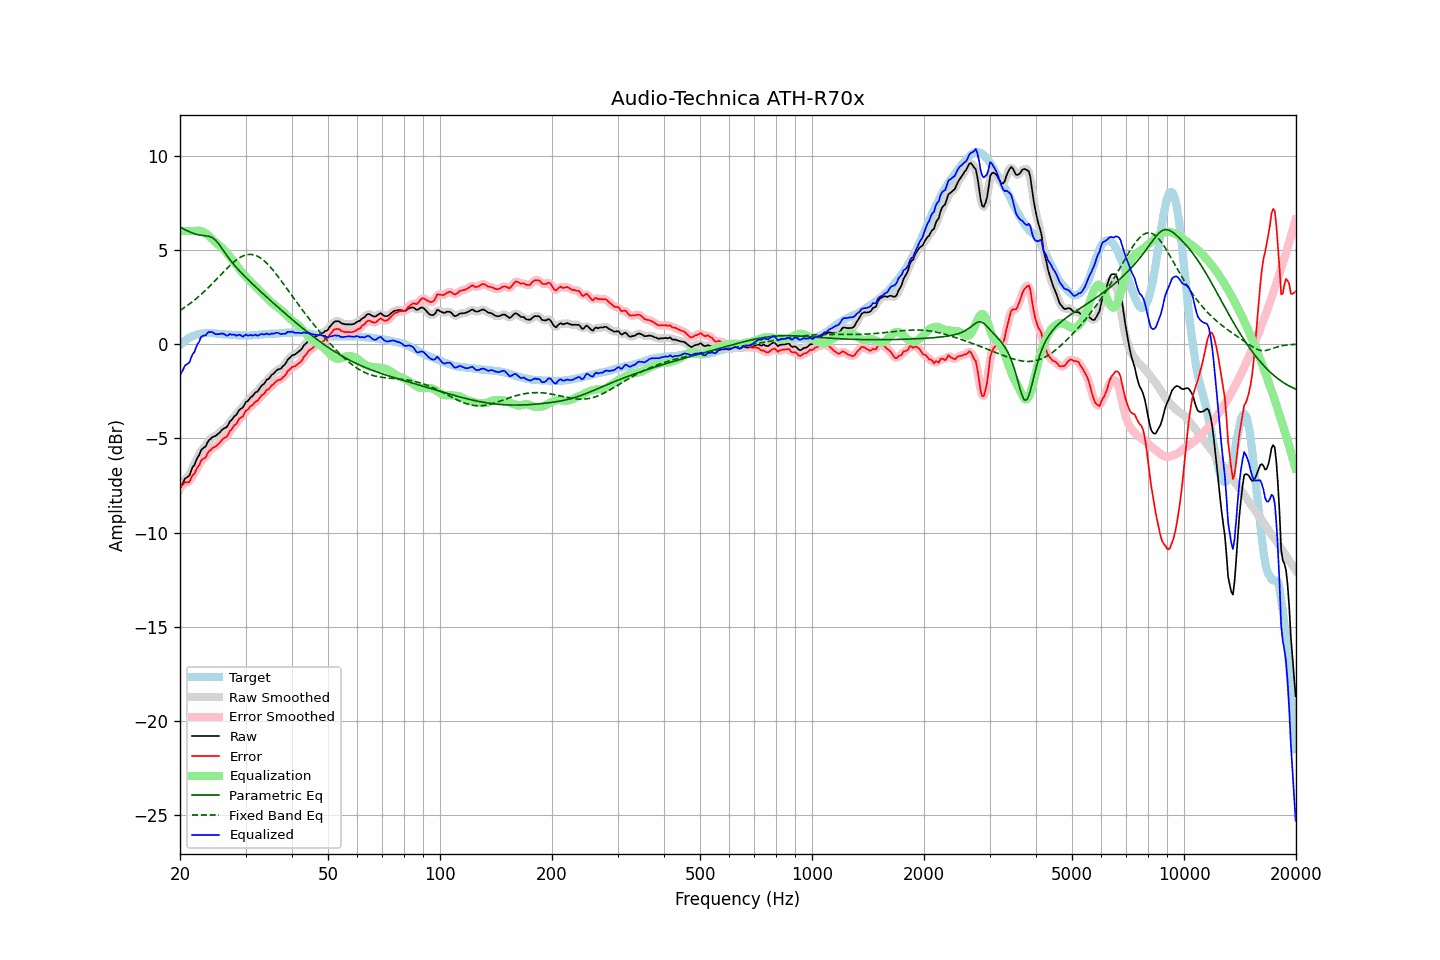 Audio-Technica ATH-R70x
Amplitude (dBr)
10
5
0
−5
−10
−15
−20
−25
Target
Raw Smoothed
Error Smoothed
Raw
Error
Equalization
Parametric Eq
Fixed Band Eq
Equalized
20 50 100 200 500 1000 2000 5000 10000 20000
Frequency (Hz)